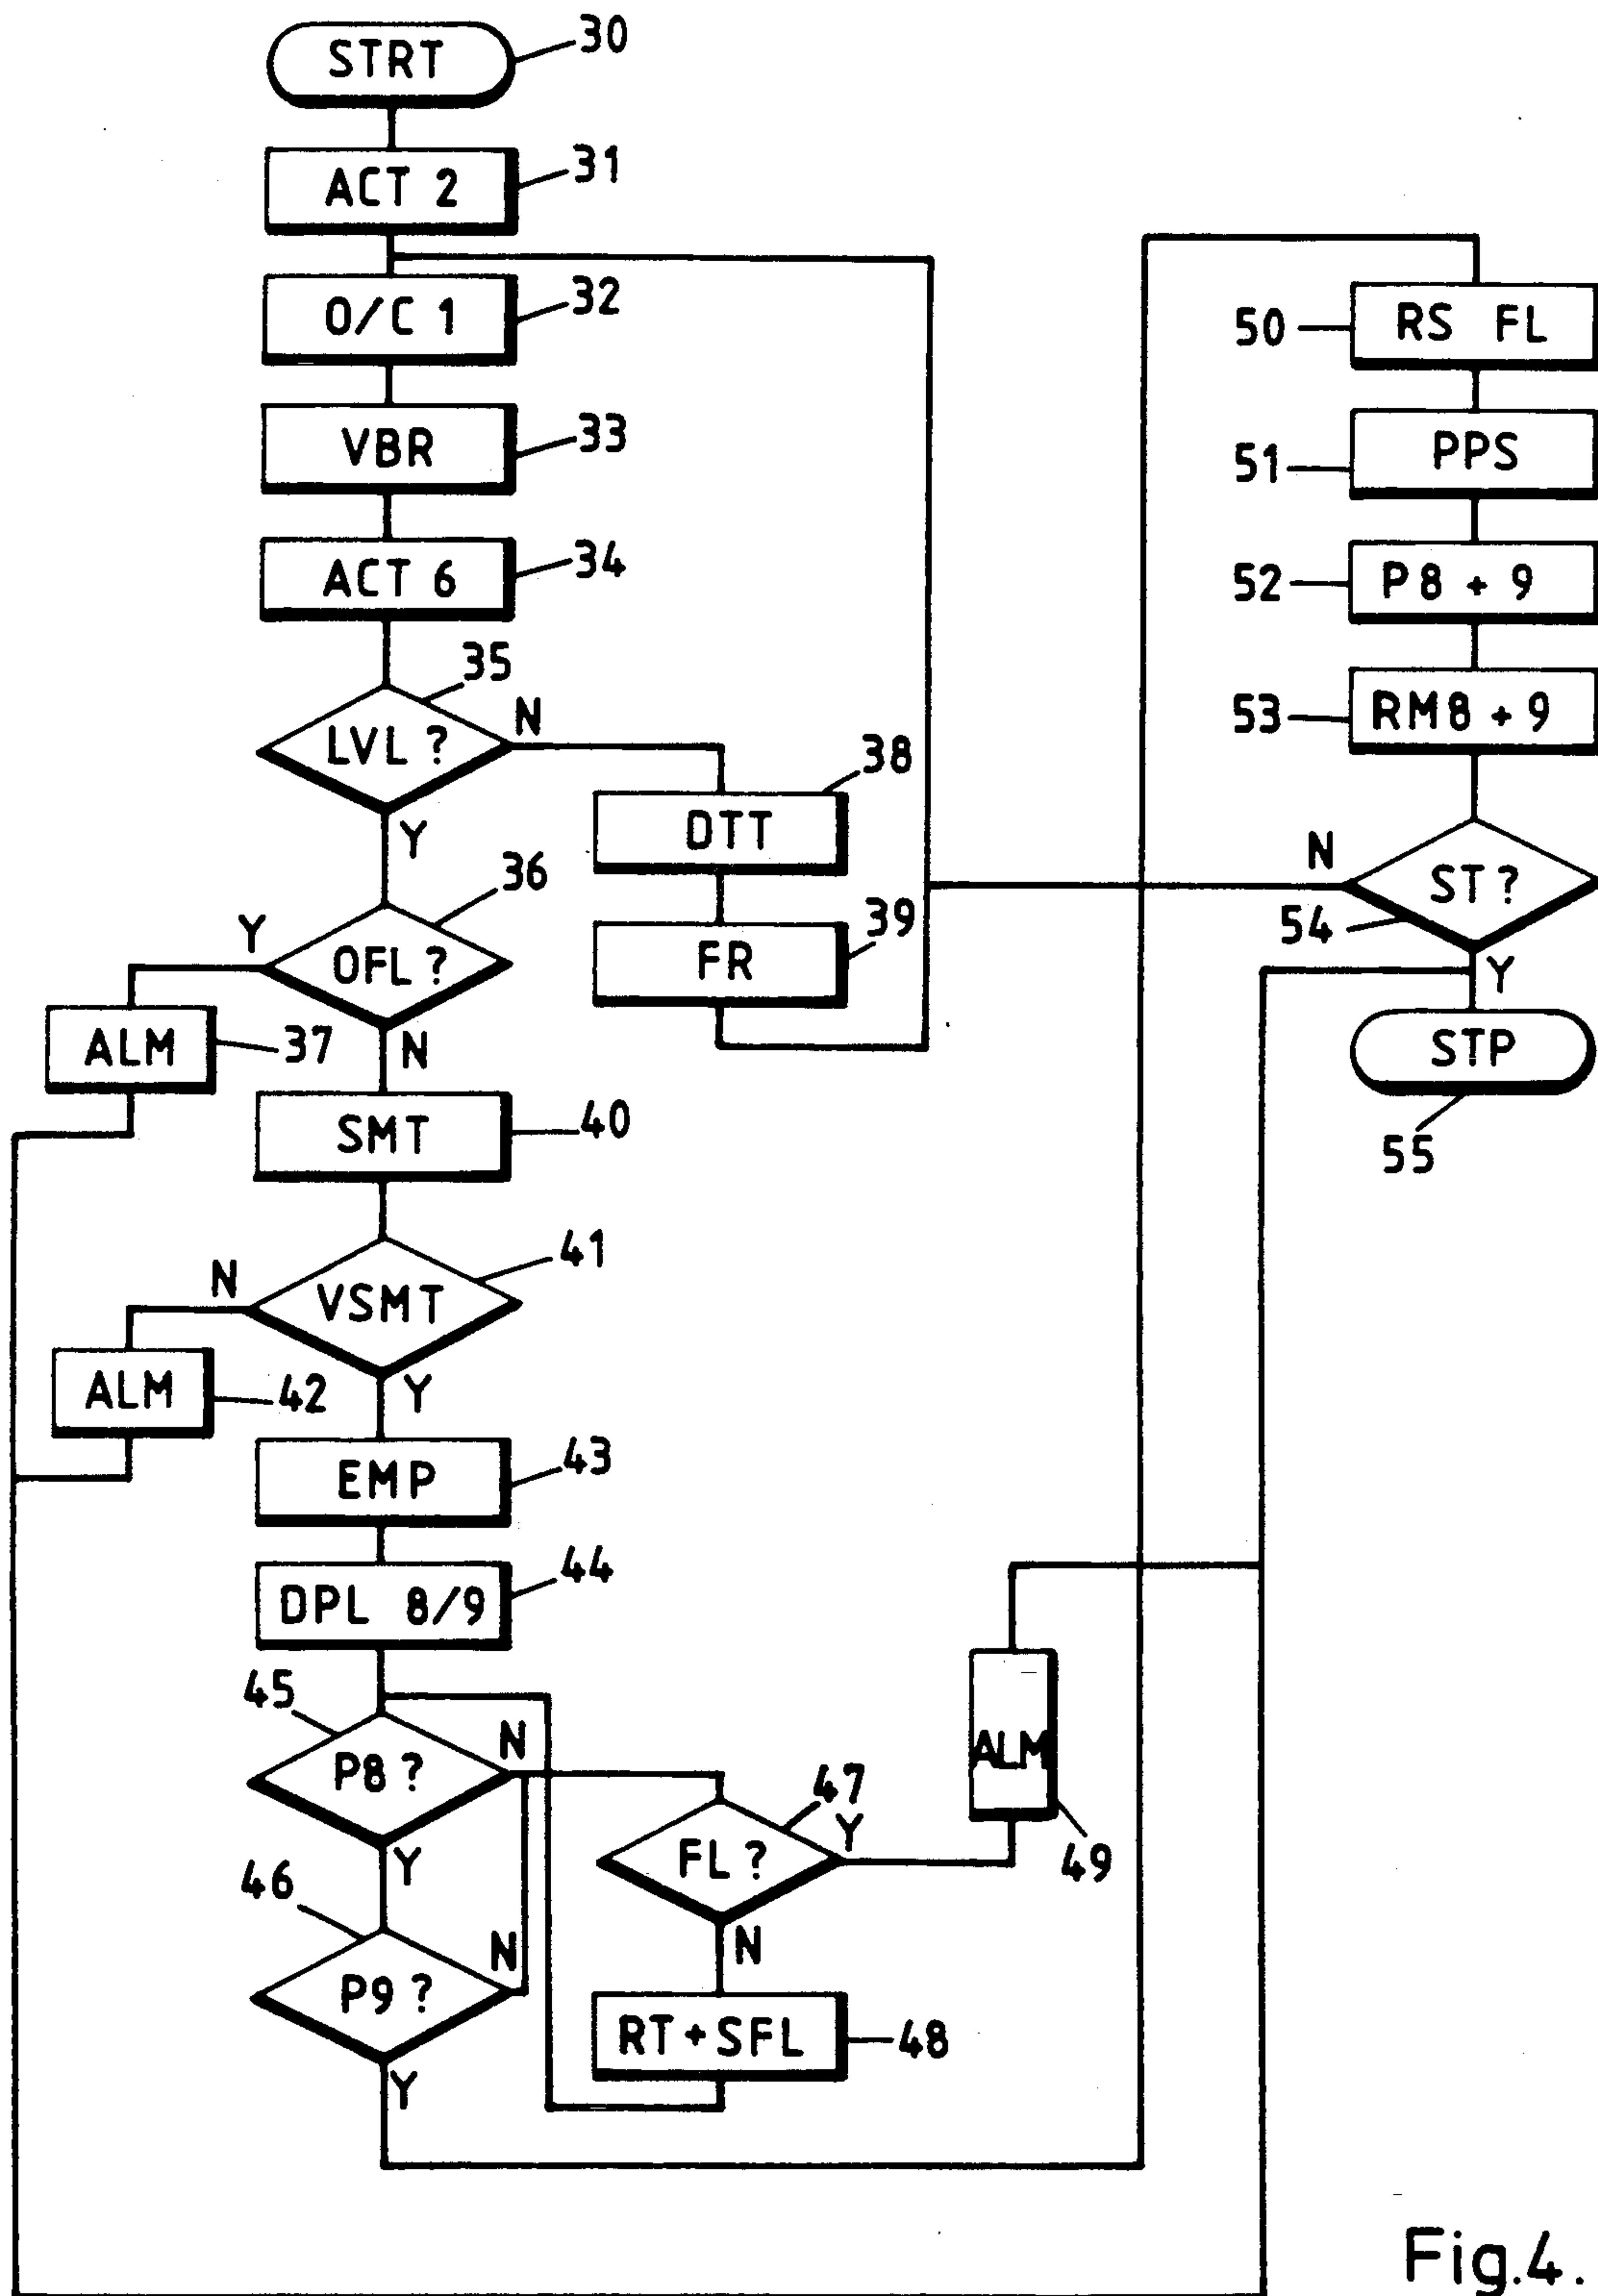 STRT
30
ACT 2
31
O/C 1
32
VBR
33
ACT 6
34
LVL ?
35
N
Y
DTT
38
FR
39
OFL ?
36
Y
N
ALM
37
SMT
40
VSMT
41
N
Y
ALM
42
EMP
43
DPL 8/9
44
P8 ?
45
N
Y
P9 ?
46
N
Y
FL ?
47
Y
N
RT+SFL
48
ALM
49
RS FL
50
PPS
51
P8 + 9
52
RM8 + 9
53
ST ?
54
N
Y
STP
55
Fig.4.